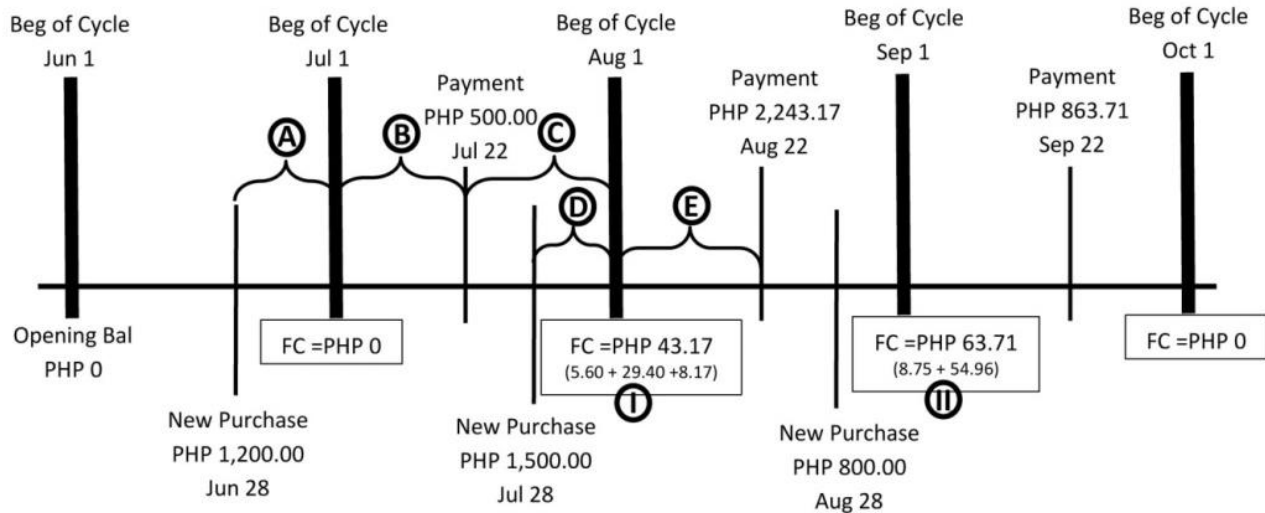 Beg of Cycle
Jun 1
Beg of Cycle
Jul 1
Beg of Cycle
Aug 1
Beg of Cycle
Sep 1
Beg of Cycle
Oct 1
Payment
PHP 500.00
Jul 22
Payment
PHP 2,243.17
Aug 22
Payment
PHP 863.71
Sep 22
A
B
C
D
E
Opening Bal
PHP 0
FC =PHP 0
FC =PHP 43.17
(5.60 + 29.40 +8.17)
I
FC =PHP 63.71
(8.75 + 54.96)
II
FC =PHP 0
New Purchase
PHP 1,200.00
Jun 28
New Purchase
PHP 1,500.00
Jul 28
New Purchase
PHP 800.00
Aug 28